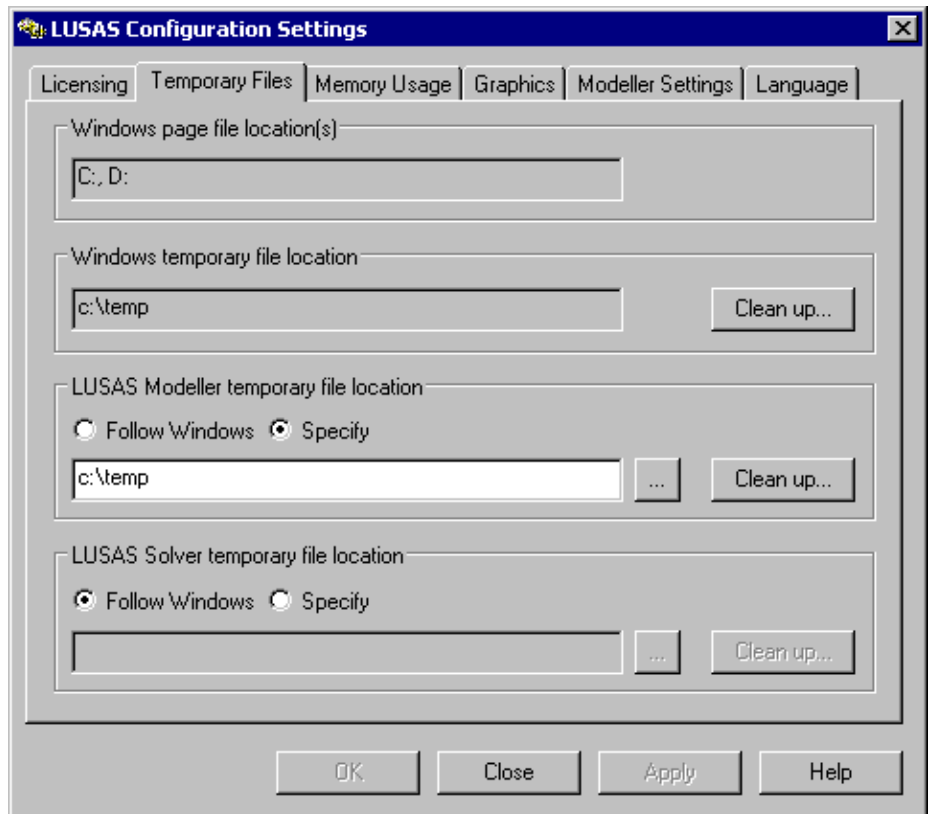 LUSAS Configuration Settings
Licensing Temporary Files Memory Usage Graphics Modeller Settings Language
Windows page file location(s)
C:, D:
Windows temporary file location
c:\temp Clean up...
LUSAS Modeller temporary file location
Follow Windows Specify
c:\temp ... Clean up...
LUSAS Solver temporary file location
Follow Windows Specify
... Clean up...
OK Close Apply Help